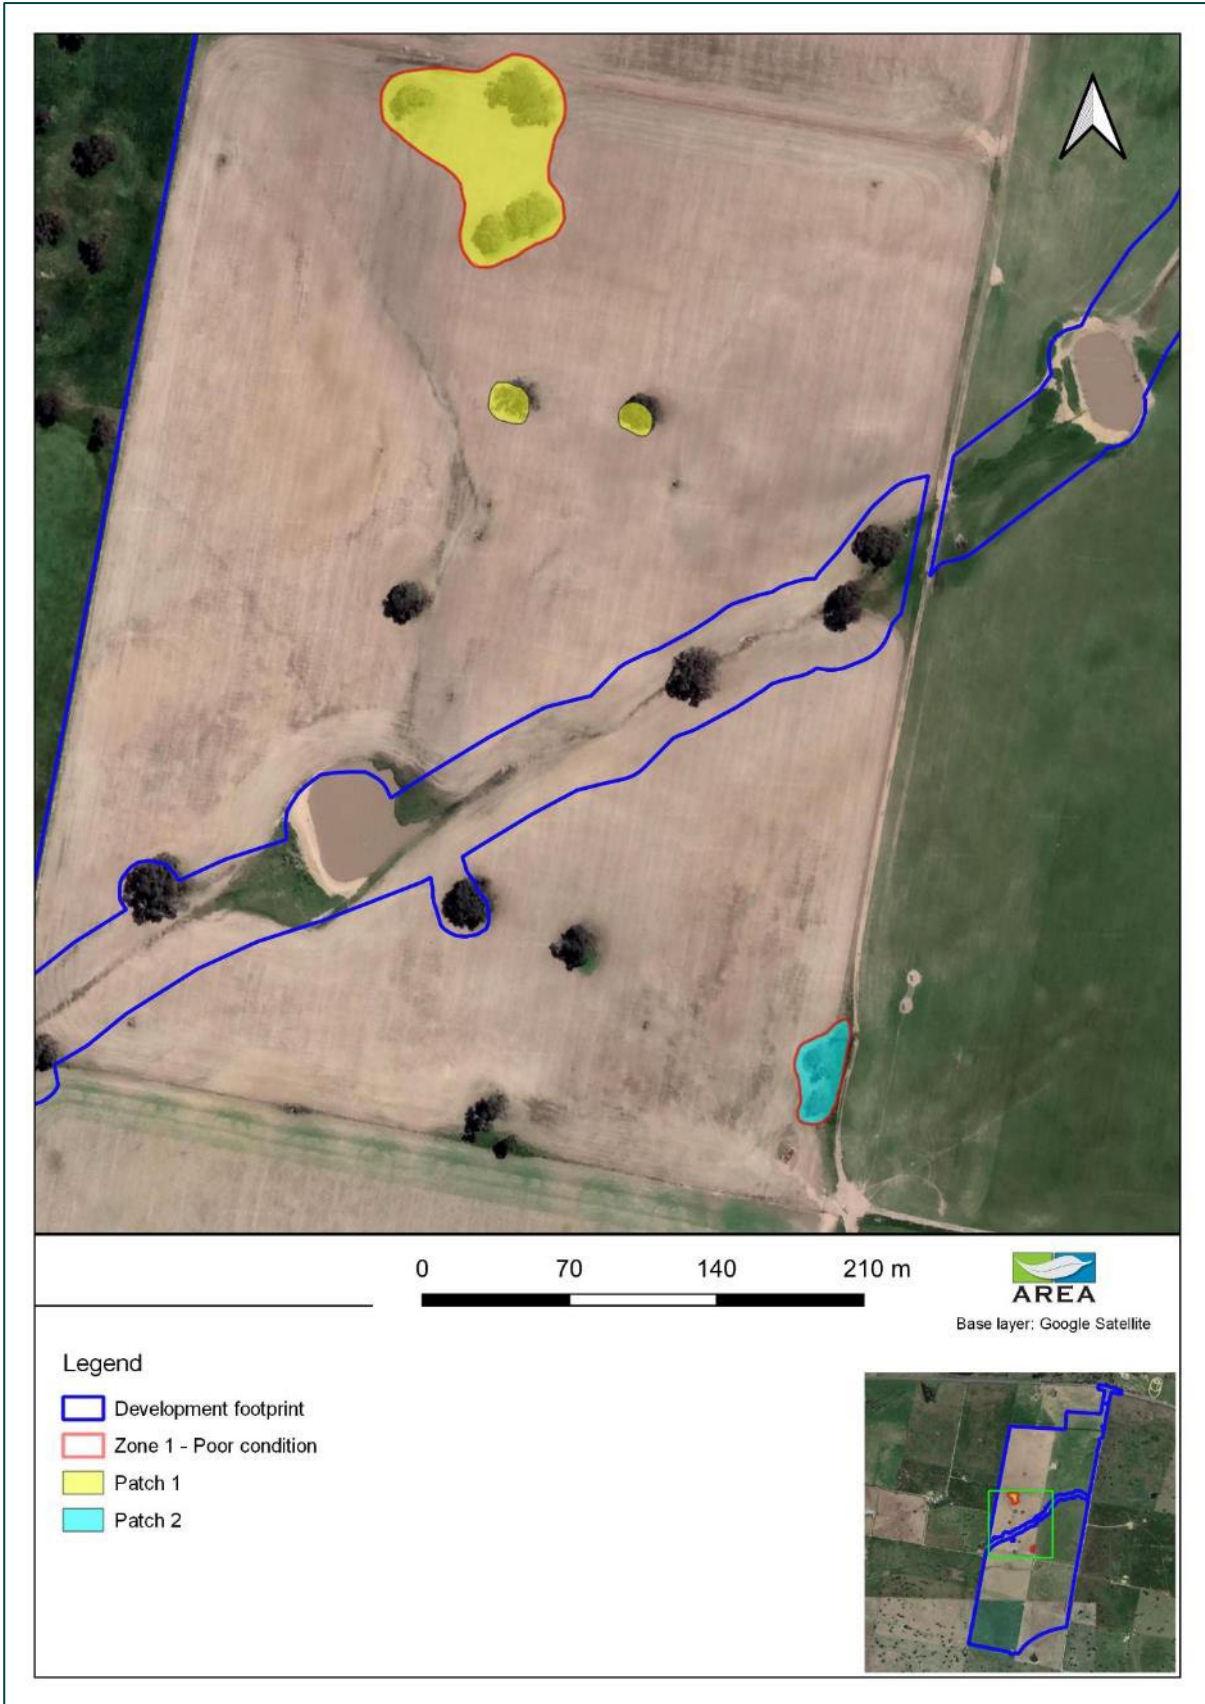 0 70 140 210 m
AREA
Base layer: Google Satellite
Legend
Development footprint
Zone 1 - Poor condition
Patch 1
Patch 2